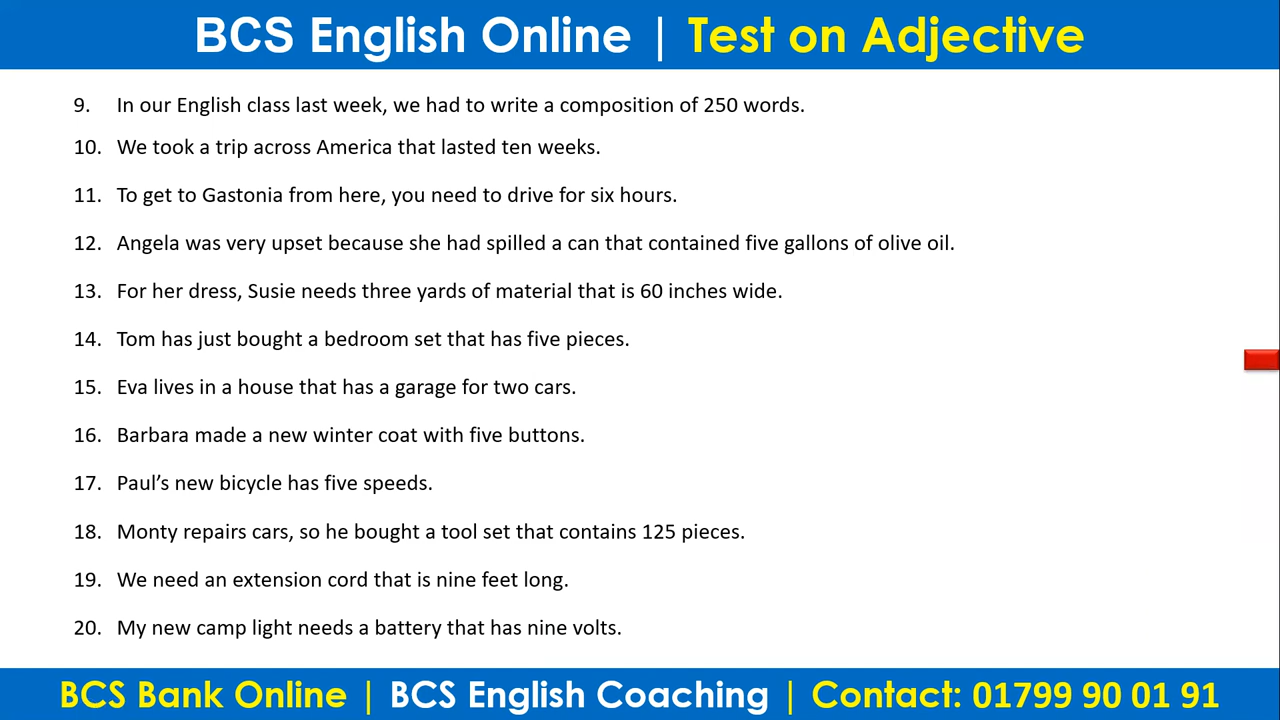 BCS English Online | Test on Adjective
9. In our English class last week, we had to write a composition of 250 words.
10. We took a trip across America that lasted ten weeks.
11. To get to Gastonia from here, you need to drive for six hours.
12. Angela was very upset because she had spilled a can that contained five gallons of olive oil.
13. For her dress, Susie needs three yards of material that is 60 inches wide.
14. Tom has just bought a bedroom set that has five pieces.
15. Eva lives in a house that has a garage for two cars.
16. Barbara made a new winter coat with five buttons.
17. Paul’s new bicycle has five speeds.
18. Monty repairs cars, so he bought a tool set that contains 125 pieces.
19. We need an extension cord that is nine feet long.
20. My new camp light needs a battery that has nine volts.
BCS Bank Online | BCS English Coaching | Contact: 01799 90 01 91